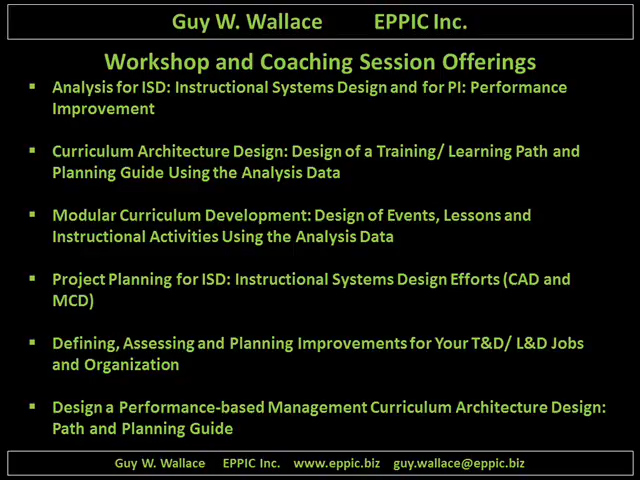 Guy W. Wallace EPPIC Inc.
Workshop and Coaching Session Offerings
▪ Analysis for ISD: Instructional Systems Design and for PI: Performance
Improvement
▪ Curriculum Architecture Design: Design of a Training/ Learning Path and
Planning Guide Using the Analysis Data
▪ Modular Curriculum Development: Design of Events, Lessons and
Instructional Activities Using the Analysis Data
▪ Project Planning for ISD: Instructional Systems Design Efforts (CAD and
MCD)
▪ Defining, Assessing and Planning Improvements for Your T&D/ L&D Jobs
and Organization
▪ Design a Performance-based Management Curriculum Architecture Design:
Path and Planning Guide
Guy W. Wallace EPPIC Inc. www.eppic.biz guy.wallace@eppic.biz